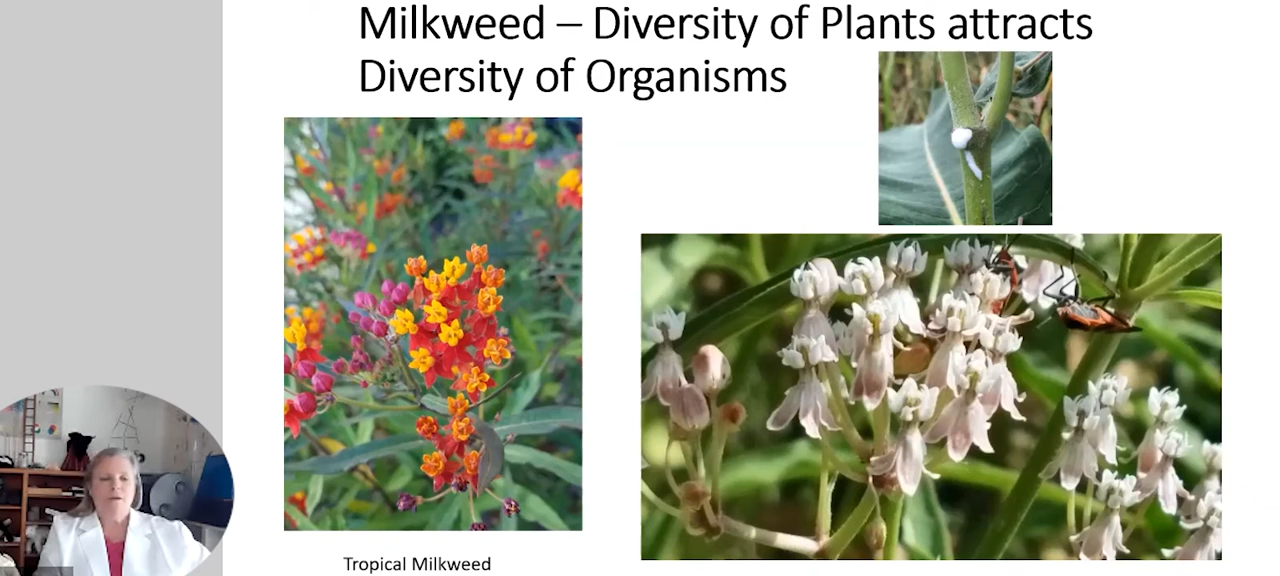 Milkweed – Diversity of Plants attracts
Diversity of Organisms
Tropical Milkweed